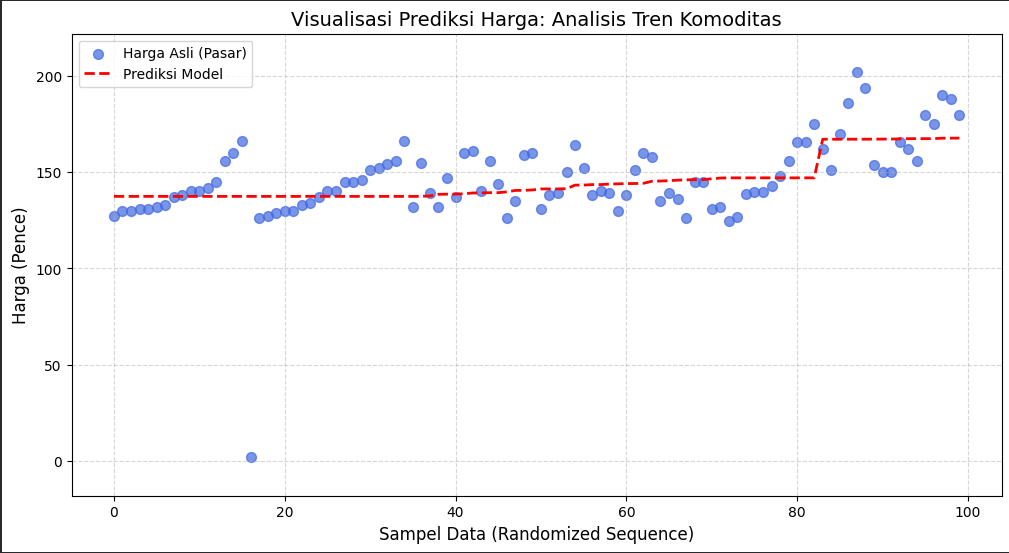 Visualisasi Prediksi Harga: Analisis Tren Komoditas
Harga Asli (Pasar)
Prediksi Model
Harga (Pence)
200
150
100
50
0
0 20 40 60 80 100
Sampel Data (Randomized Sequence)